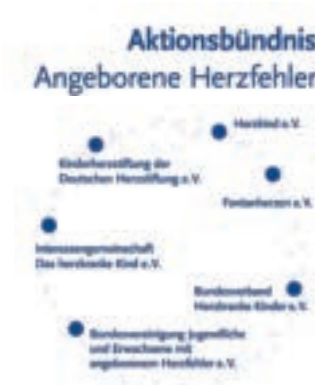 Aktionsbündnis
Angeborene Herzfehler
Herzkind e.V.
Kinderherzstiftung der
Deutschen Herzstiftung e.V.
Fontanherzen e.V.
Interessengemeinschaft
Das herzkranke Kind e.V.
Bundesverband
Herzkranke Kinder e.V.
Bundesvereinigung Jugendliche
und Erwachsene mit
angeborenem Herzfehler e.V.